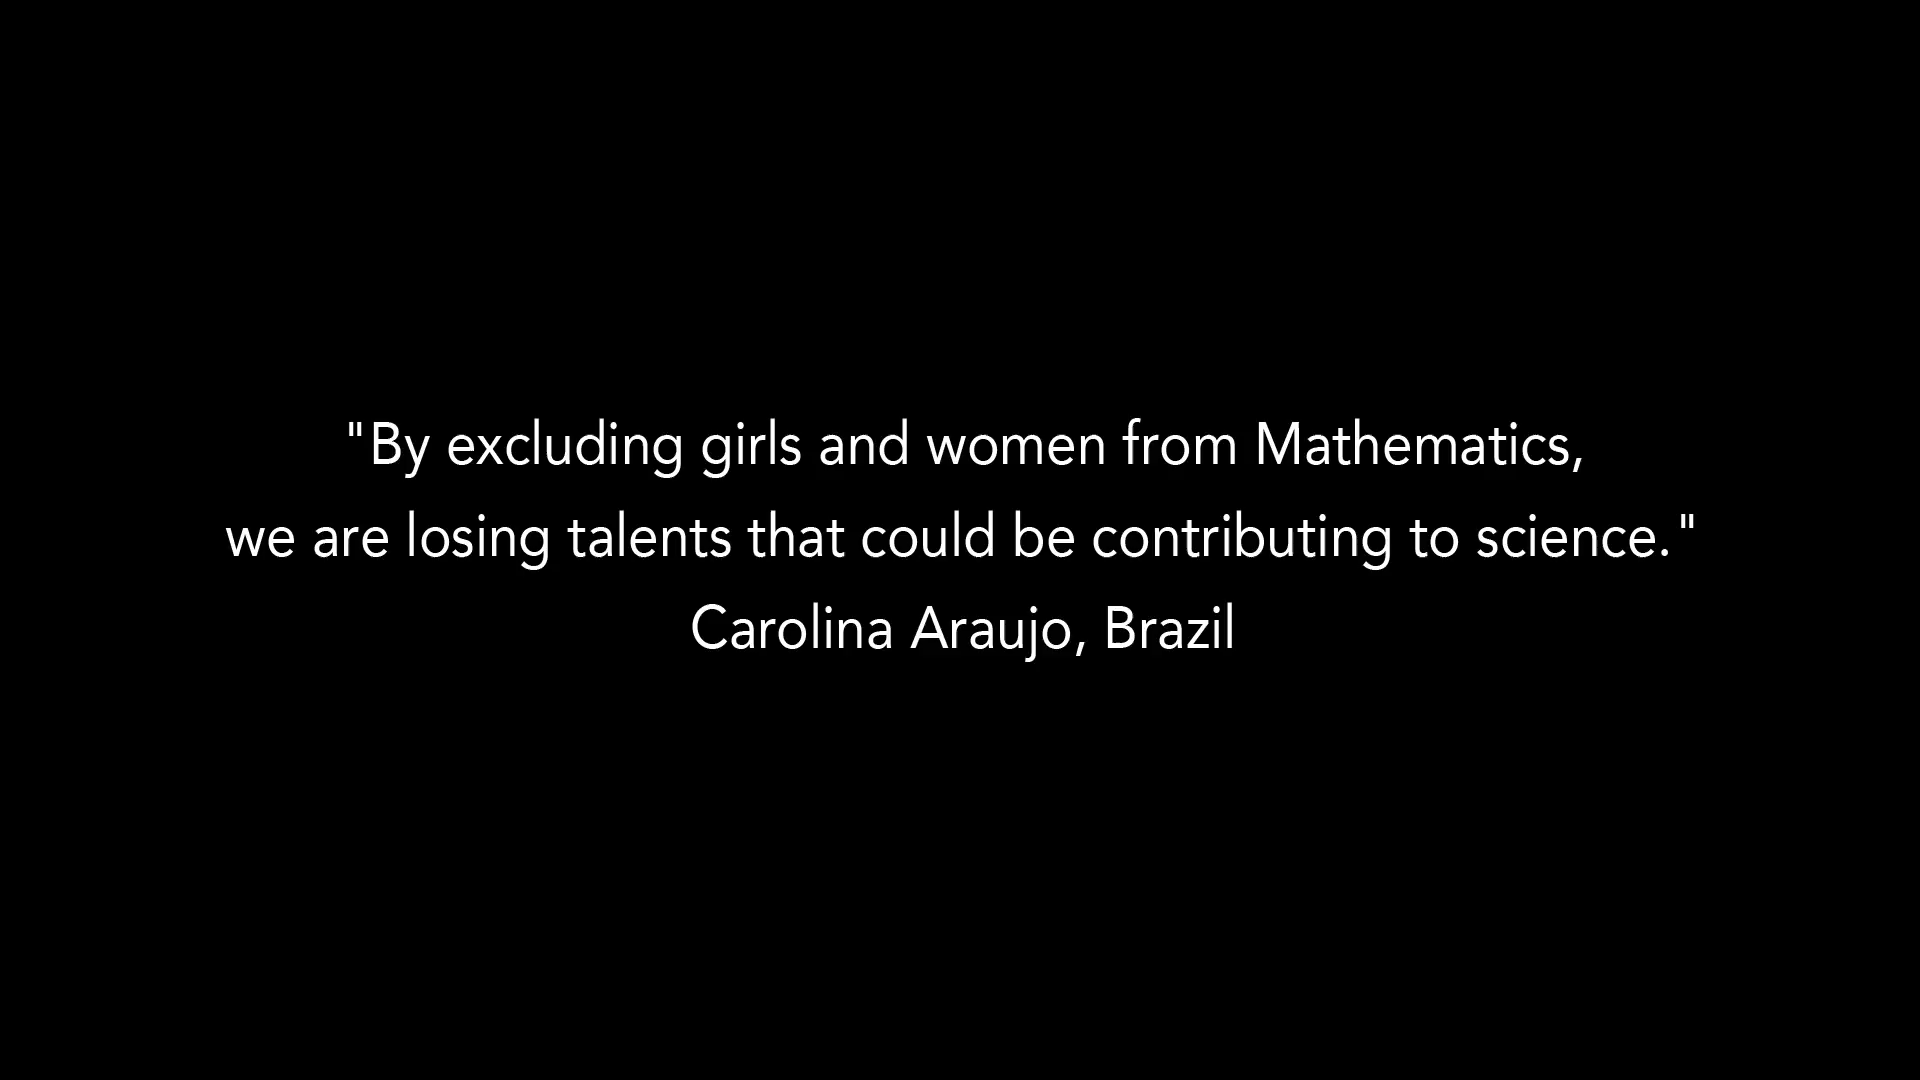 "By excluding girls and women from Mathematics,
we are losing talents that could be contributing to science."
Carolina Araujo, Brazil